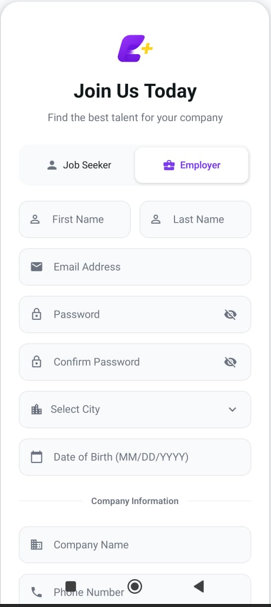 Join Us Today
Find the best talent for your company
Job Seeker
Employer
First Name
Last Name
Email Address
Password
Confirm Password
Select City
Date of Birth (MM/DD/YYYY)
Company Information
Company Name
Phone Number